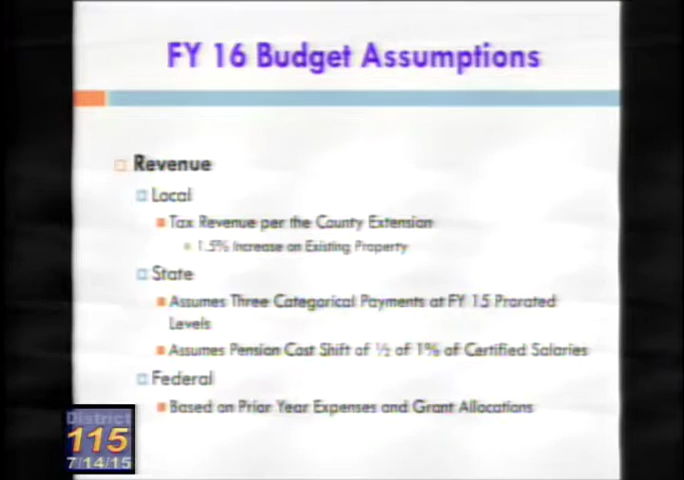 FY 16 Budget Assumptions
Revenue
Local
Tax Revenue per the County Extension
1.5% Increase on Existing Property
State
Assumes Three Categorical Payments at FY 15 Prorated
Levels
Assumes Pension Cost Shift of ½ of 1% of Certified Salaries
Federal
Based on Prior Year Expenses and Grant Allocations
District
115
7/14/15